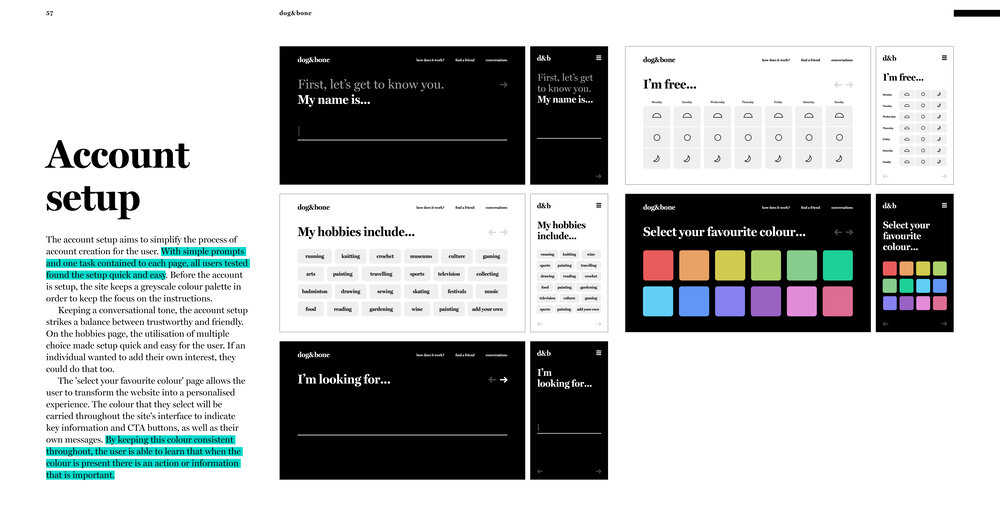 57
dog&bone
Account
setup
The account setup aims to simplify the process of
account creation for the user. With simple prompts
and one task contained to each page, all users tested
found the setup quick and easy. Before the account
is setup, the site keeps a greyscale colour palette in
order to keep the focus on the instructions.
Keeping a conversational tone, the account setup
strikes a balance between trustworthy and friendly.
On the hobbies page, the utilisation of multiple
choice made setup quick and easy for the user. If an
individual wanted to add their own interest, they
could do that too.
The 'select your favourite colour' page allows the
user to transform the website into a personalised
experience. The colour that they select will be
carried throughout the site's interface to indicate
key information and CTA buttons, as well as their
own messages. By keeping this colour consistent
throughout, the user is able to learn that when the
colour is present there is an action or information
that is important.
dog&bone how does it work? find a friend conversations
First, let's get to know you.
My name is...
d&b
First, let's get
to know you.
My name is...
dog&bone how does it work? find a friend conversations
I'm free...
Monday Tuesday Wednesday Thursday Friday Saturday Sunday
d&b
I'm free...
Monday
Tuesday
Wednesday
Thursday
Friday
Saturday
Sunday
dog&bone how does it work? find a friend conversations
My hobbies include...
running knitting crochet museums culture gaming
arts painting travelling sports television collecting
badminton drawing sewing skating festivals music
food reading gardening wine painting add your own
d&b
My hobbies
include...
running knitting wine
sports painting travelling
drawing reading crochet
food painting gardening
television culture gaming
sports painting add your own
dog&bone how does it work? find a friend conversations
Select your favourite colour...
d&b
Select your
favourite
colour...
dog&bone how does it work? find a friend conversations
I'm looking for...
d&b
I'm
looking for...